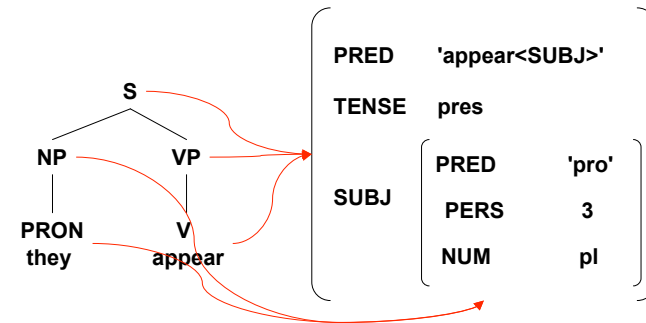 S
NP VP
PRON V
they appear
PRED 'appear<SUBJ>'
TENSE pres
SUBJ
PRED 'pro'
PERS 3
NUM pl